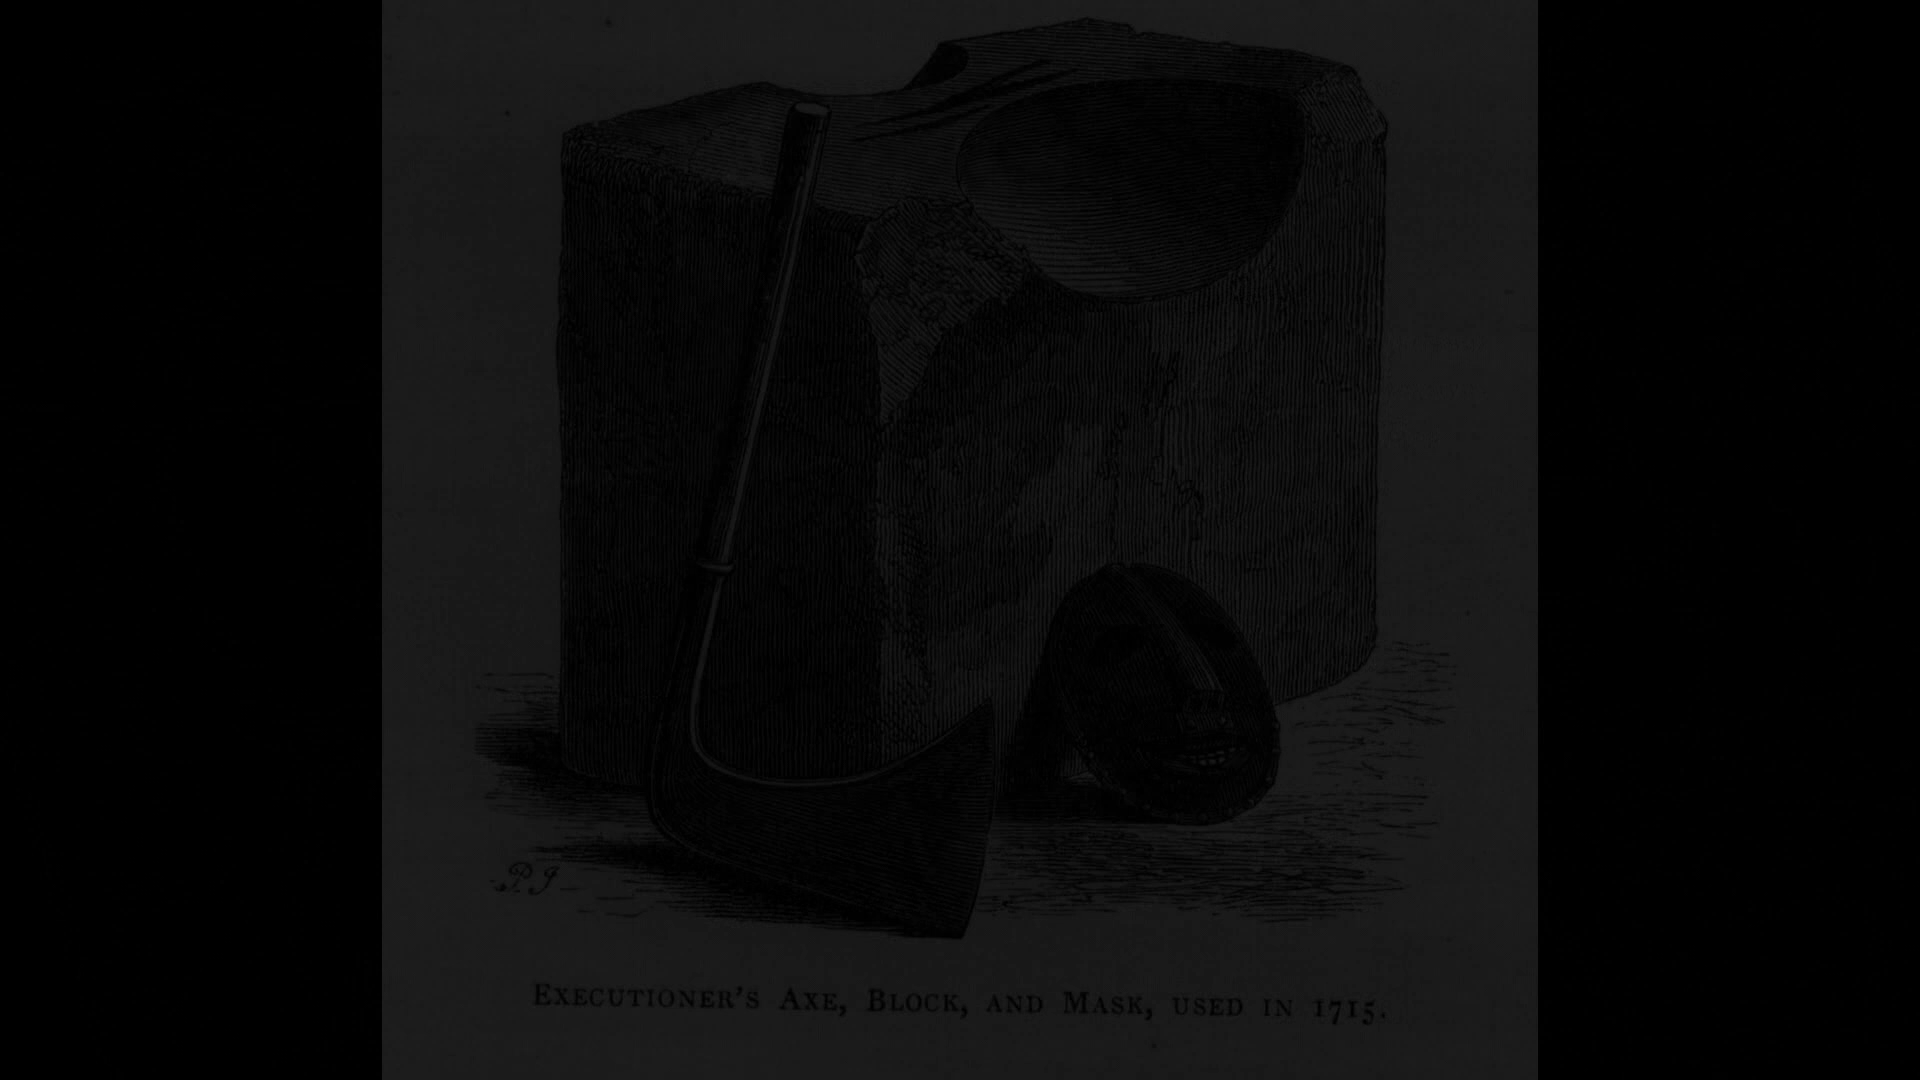 P J
EXECUTIONER'S AXE, BLOCK, AND MASK, USED IN 1715.